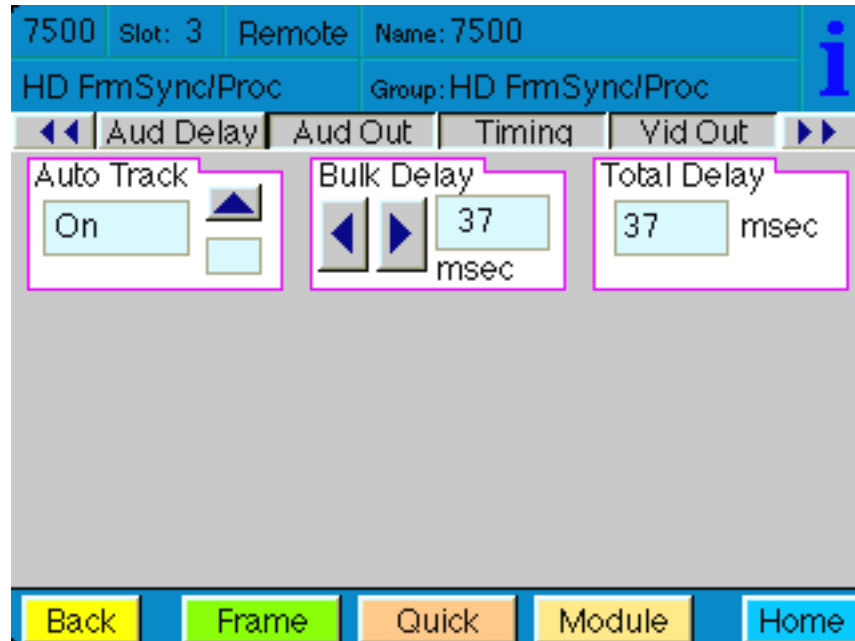 7500 Slot: 3 Remote Name: 7500
HD FrmSync/Proc Group: HD FrmSync/Proc
Aud Delay Aud Out Timing Vid Out
Auto Track Bulk Delay Total Delay
On 37 37 msec
msec
Back Frame Quick Module Home